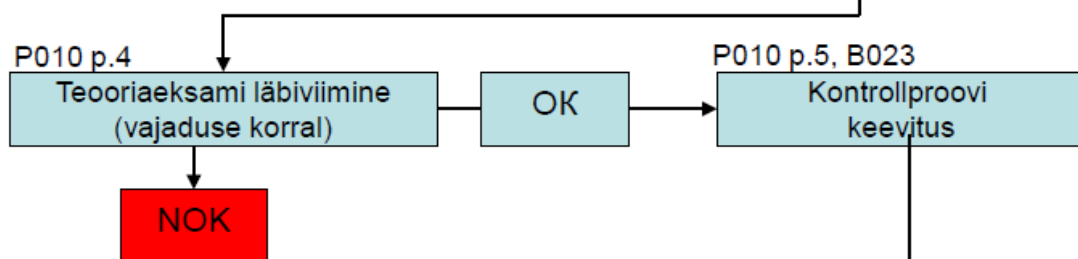 P010 p.4
Teooriaeksami läbiviimine
(vajaduse korral)
OK
P010 p.5, B023
Kontrollproovi
keevitus
NOK